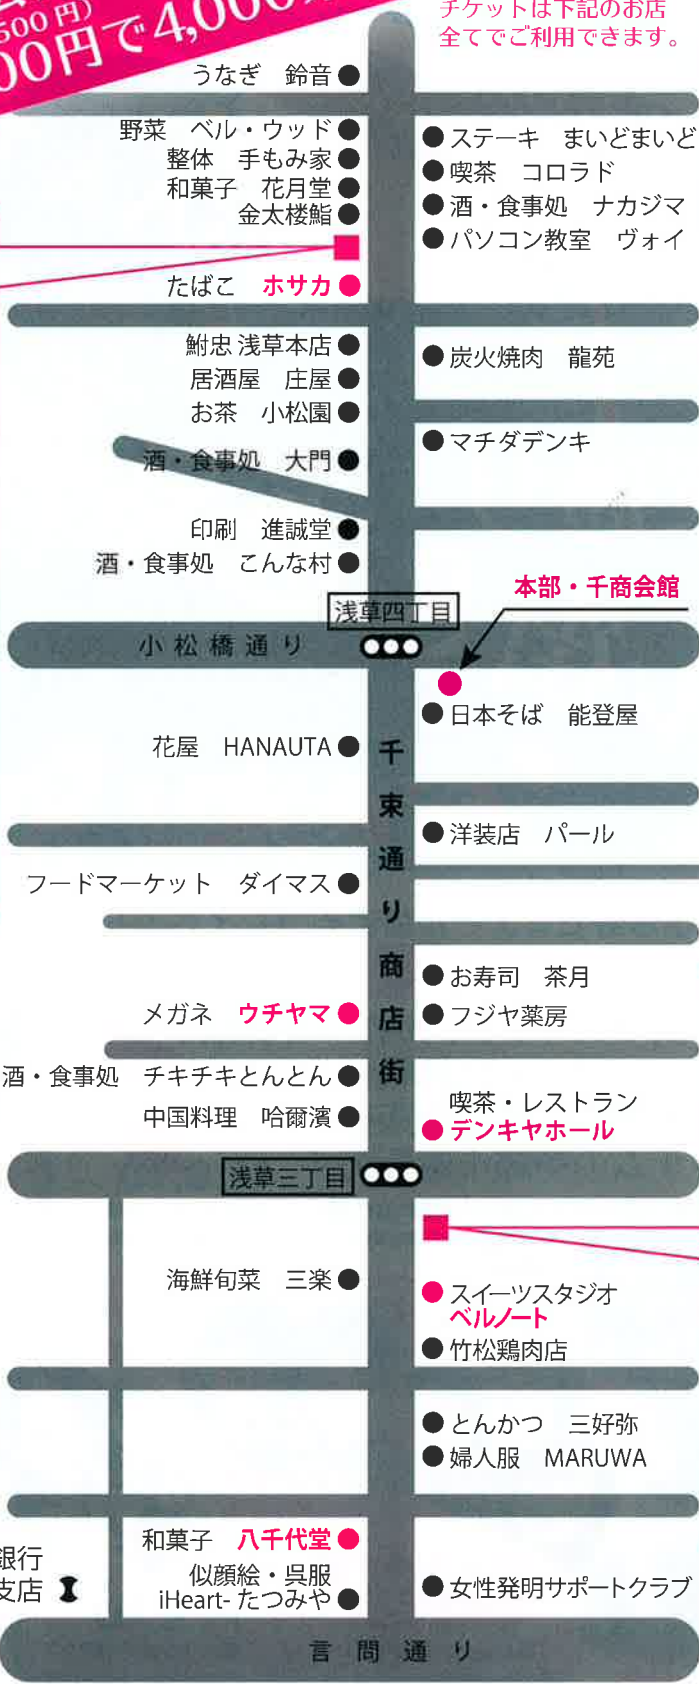 500円)
00円で4,000
チケットは下記のお店
全てでご利用できます。
うなぎ 鈴音
野菜 ベル・ウッド
整体 手もみ家
和菓子 花月堂
金太楼鮨
ステーキ まいどまいど
喫茶 コロラド
酒・食事処 ナカジマ
パソコン教室 ヴォイ
たばこ ホサカ
鮒忠 浅草本店
居酒屋 庄屋
お茶 小松園
酒・食事処 大門
炭火焼肉 龍苑
マチダデンキ
印刷 進誠堂
酒・食事処 こんな村
本部・千商会館
浅草四丁目
小松橋通り
日本そば 能登屋
花屋 HANAUTA
千束通り商店街
洋装店 パール
フードマーケット ダイマス
お寿司 茶月
メガネ ウチヤマ
フジヤ薬房
酒・食事処 チキチキとんとん
中国料理 哈爾濱
喫茶・レストラン
デンキヤホール
浅草三丁目
海鮮旬菜 三楽
スイーツスタジオ
ベルノート
竹松鶏肉店
とんかつ 三好弥
婦人服 MARUWA
和菓子 八千代堂
銀行
支店
似顔絵・呉服
iHeart-たつみや
女性発明サポートクラブ
言問通り